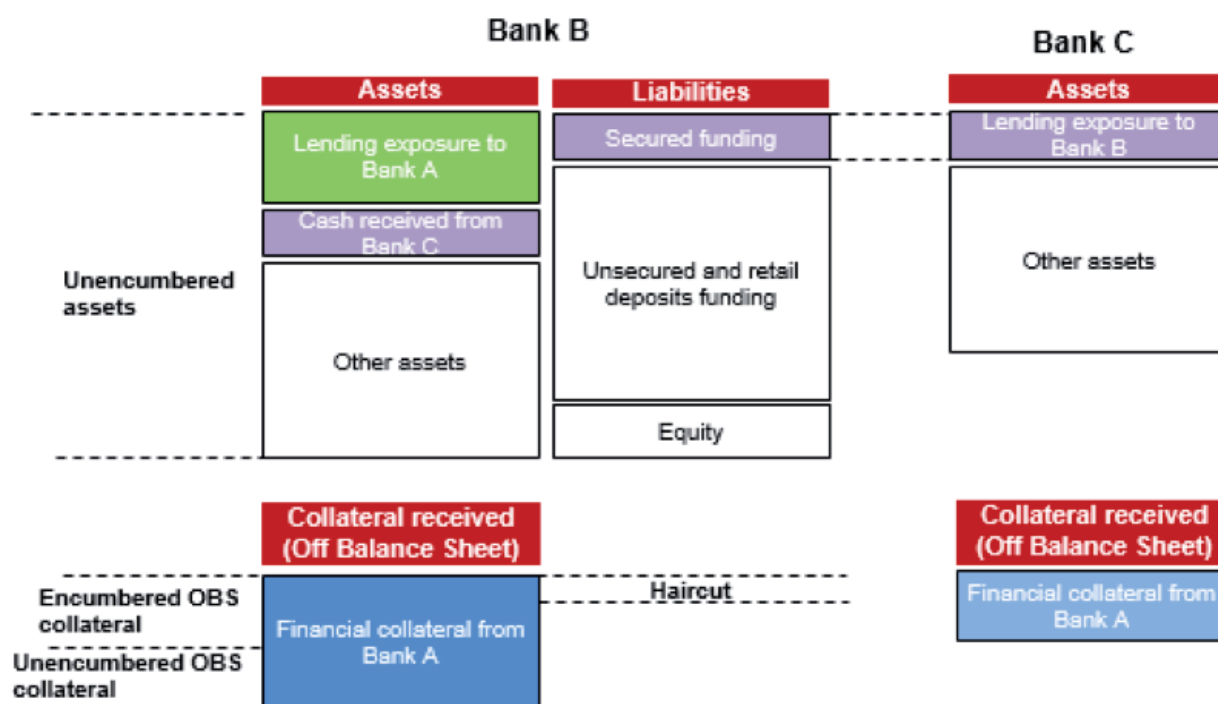 Bank B
Bank C
Assets
Liabilities
Assets
Lending exposure to
Bank A
Secured funding
Lending exposure to
Bank B
Cash received from
Bank C
Unencumbered
assets
Unsecured and retail
deposits funding
Other assets
Other assets
Equity
Collateral received
(Off Balance Sheet)
Collateral received
(Off Balance Sheet)
Encumbered OBS
collateral
Haircut
Financial collateral from
Bank A
Financial collateral from
Bank A
Unencumbered OBS
collateral